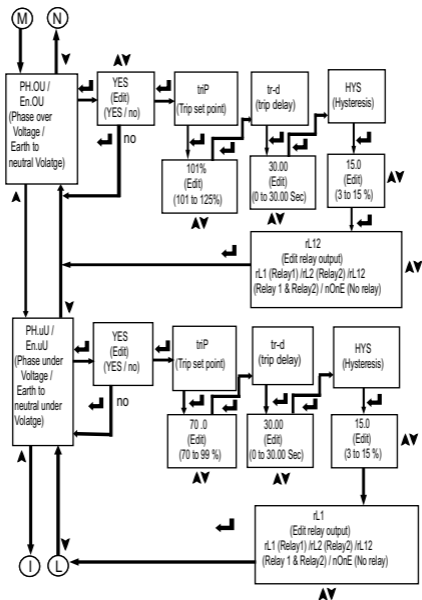 M
N
PH.OU /
En.OU
(Phase over
Voltage /
Earth to
neutral Volatge)
YES
(Edit)
(YES / no)
no
triP
(Trip set point)
101%
(Edit)
(101 to 125%)
tr-d
(trip delay)
30.00
(Edit)
(0 to 30.00 Sec)
HYS
(Hysteresis)
15.0
(Edit)
(3 to 15 %)
rL12
(Edit relay output)
rL1 (Relay1) /rL2 (Relay2) /rL12
(Relay 1 & Relay2) / nOnE (No relay)
PH.uU /
En.uU
(Phase under
Voltage /
Earth to
neutral under
Volatge)
YES
(Edit)
(YES / no)
no
triP
(Trip set point)
70 .0
(Edit)
(70 to 99 %)
tr-d
(trip delay)
30.00
(Edit)
(0 to 30.00 Sec)
HYS
(Hysteresis)
15.0
(Edit)
(3 to 15 %)
rL1
(Edit relay output)
rL1 (Relay1) /rL2 (Relay2) /rL12
(Relay 1 & Relay2) / nOnE (No relay)
I
L